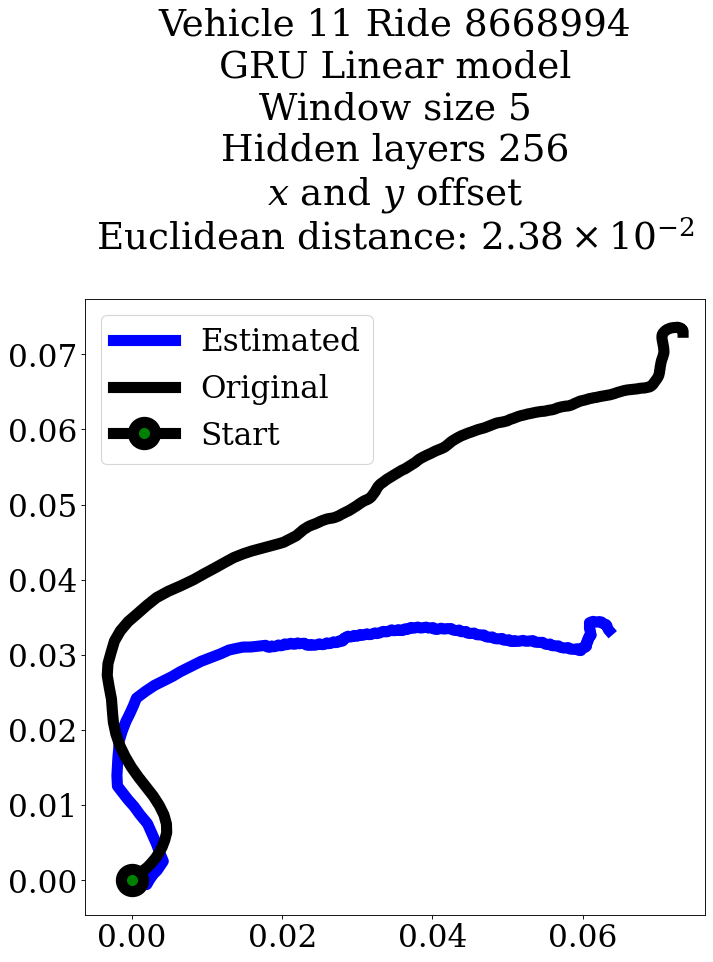 Vehicle 11 Ride 8668994
GRU Linear model
Window size 5
Hidden layers 256
x and y offset
Euclidean distance: 2.38 × 10⁻²
Estimated
Original
Start
0.07
0.06
0.05
0.04
0.03
0.02
0.01
0.00
0.00 0.02 0.04 0.06